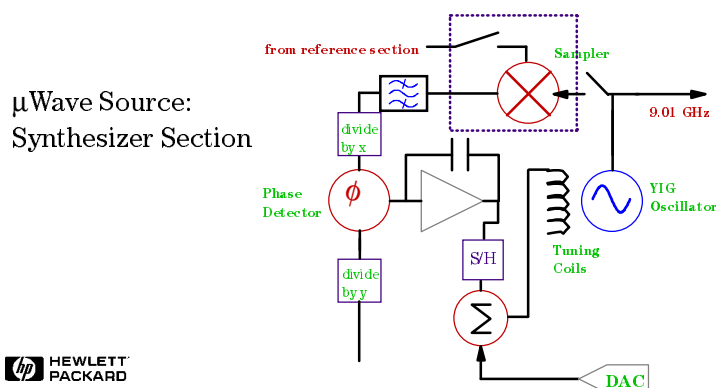 µWave Source:
Synthesizer Section
from reference section
Sampler
9.01 GHz
divide
by x
Phase
Detector
ϕ
YIG
Oscillator
Tuning
Coils
S/H
divide
by y
Σ
DAC
hp
HEWLETT
PACKARD